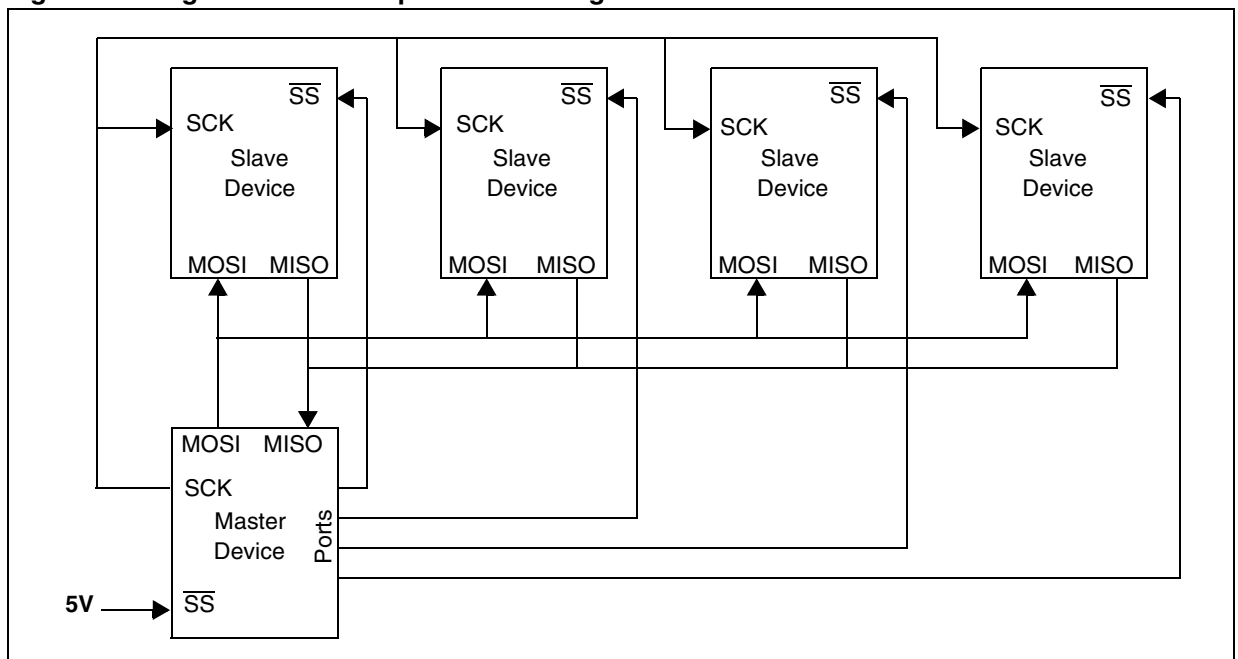 SS SS SS SS
SCK SCK SCK SCK
Slave Slave Slave Slave
Device Device Device Device
MOSI MISO MOSI MISO MOSI MISO MOSI MISO
MOSI MISO
SCK
Master
Device
Ports
5V SS